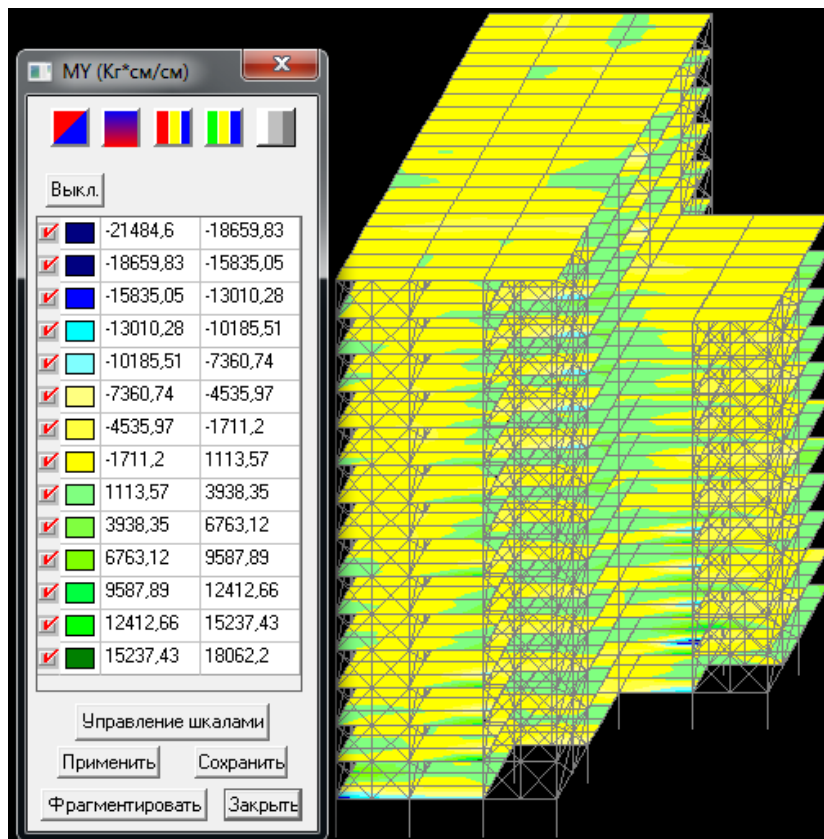 MY (Кг*см/см)
Выкл.
-21484,6 -18659,83
-18659,83 -15835,05
-15835,05 -13010,28
-13010,28 -10185,51
-10185,51 -7360,74
-7360,74 -4535,97
-4535,97 -1711,2
-1711,2 1113,57
1113,57 3938,35
3938,35 6763,12
6763,12 9587,89
9587,89 12412,66
12412,66 15237,43
15237,43 18062,2
Управление шкалами
Применить Сохранить
Фрагментировать Закрыть